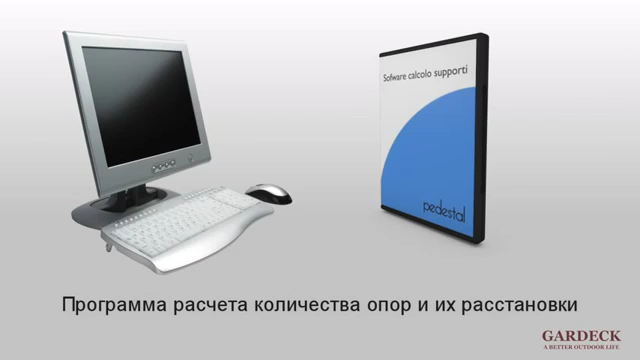 Sofware calcolo supporti
pedestal
Программа расчета количества опор и их расстановки
GARDECK
A BETTER OUTDOOR LIFE